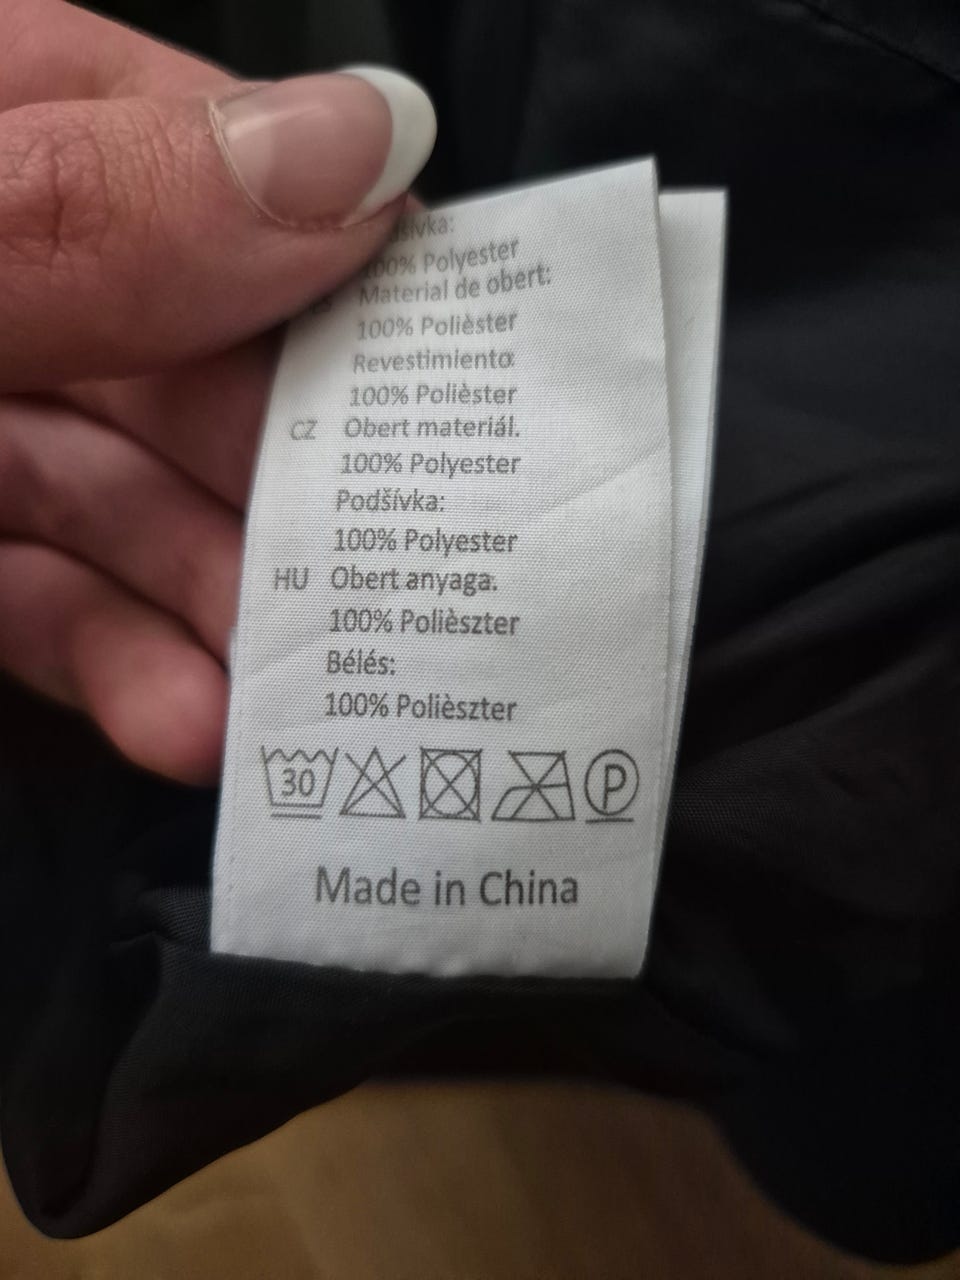 100% Polyester
Material de obert:
100% Polièster
Revestimiento:
100% Polièster
CZ Obert materiál.
100% Polyester
Podšívka:
100% Polyester
HU Obert anyaga.
100% Polièszter
Bélés:
100% Polièszter
30 P
Made in China